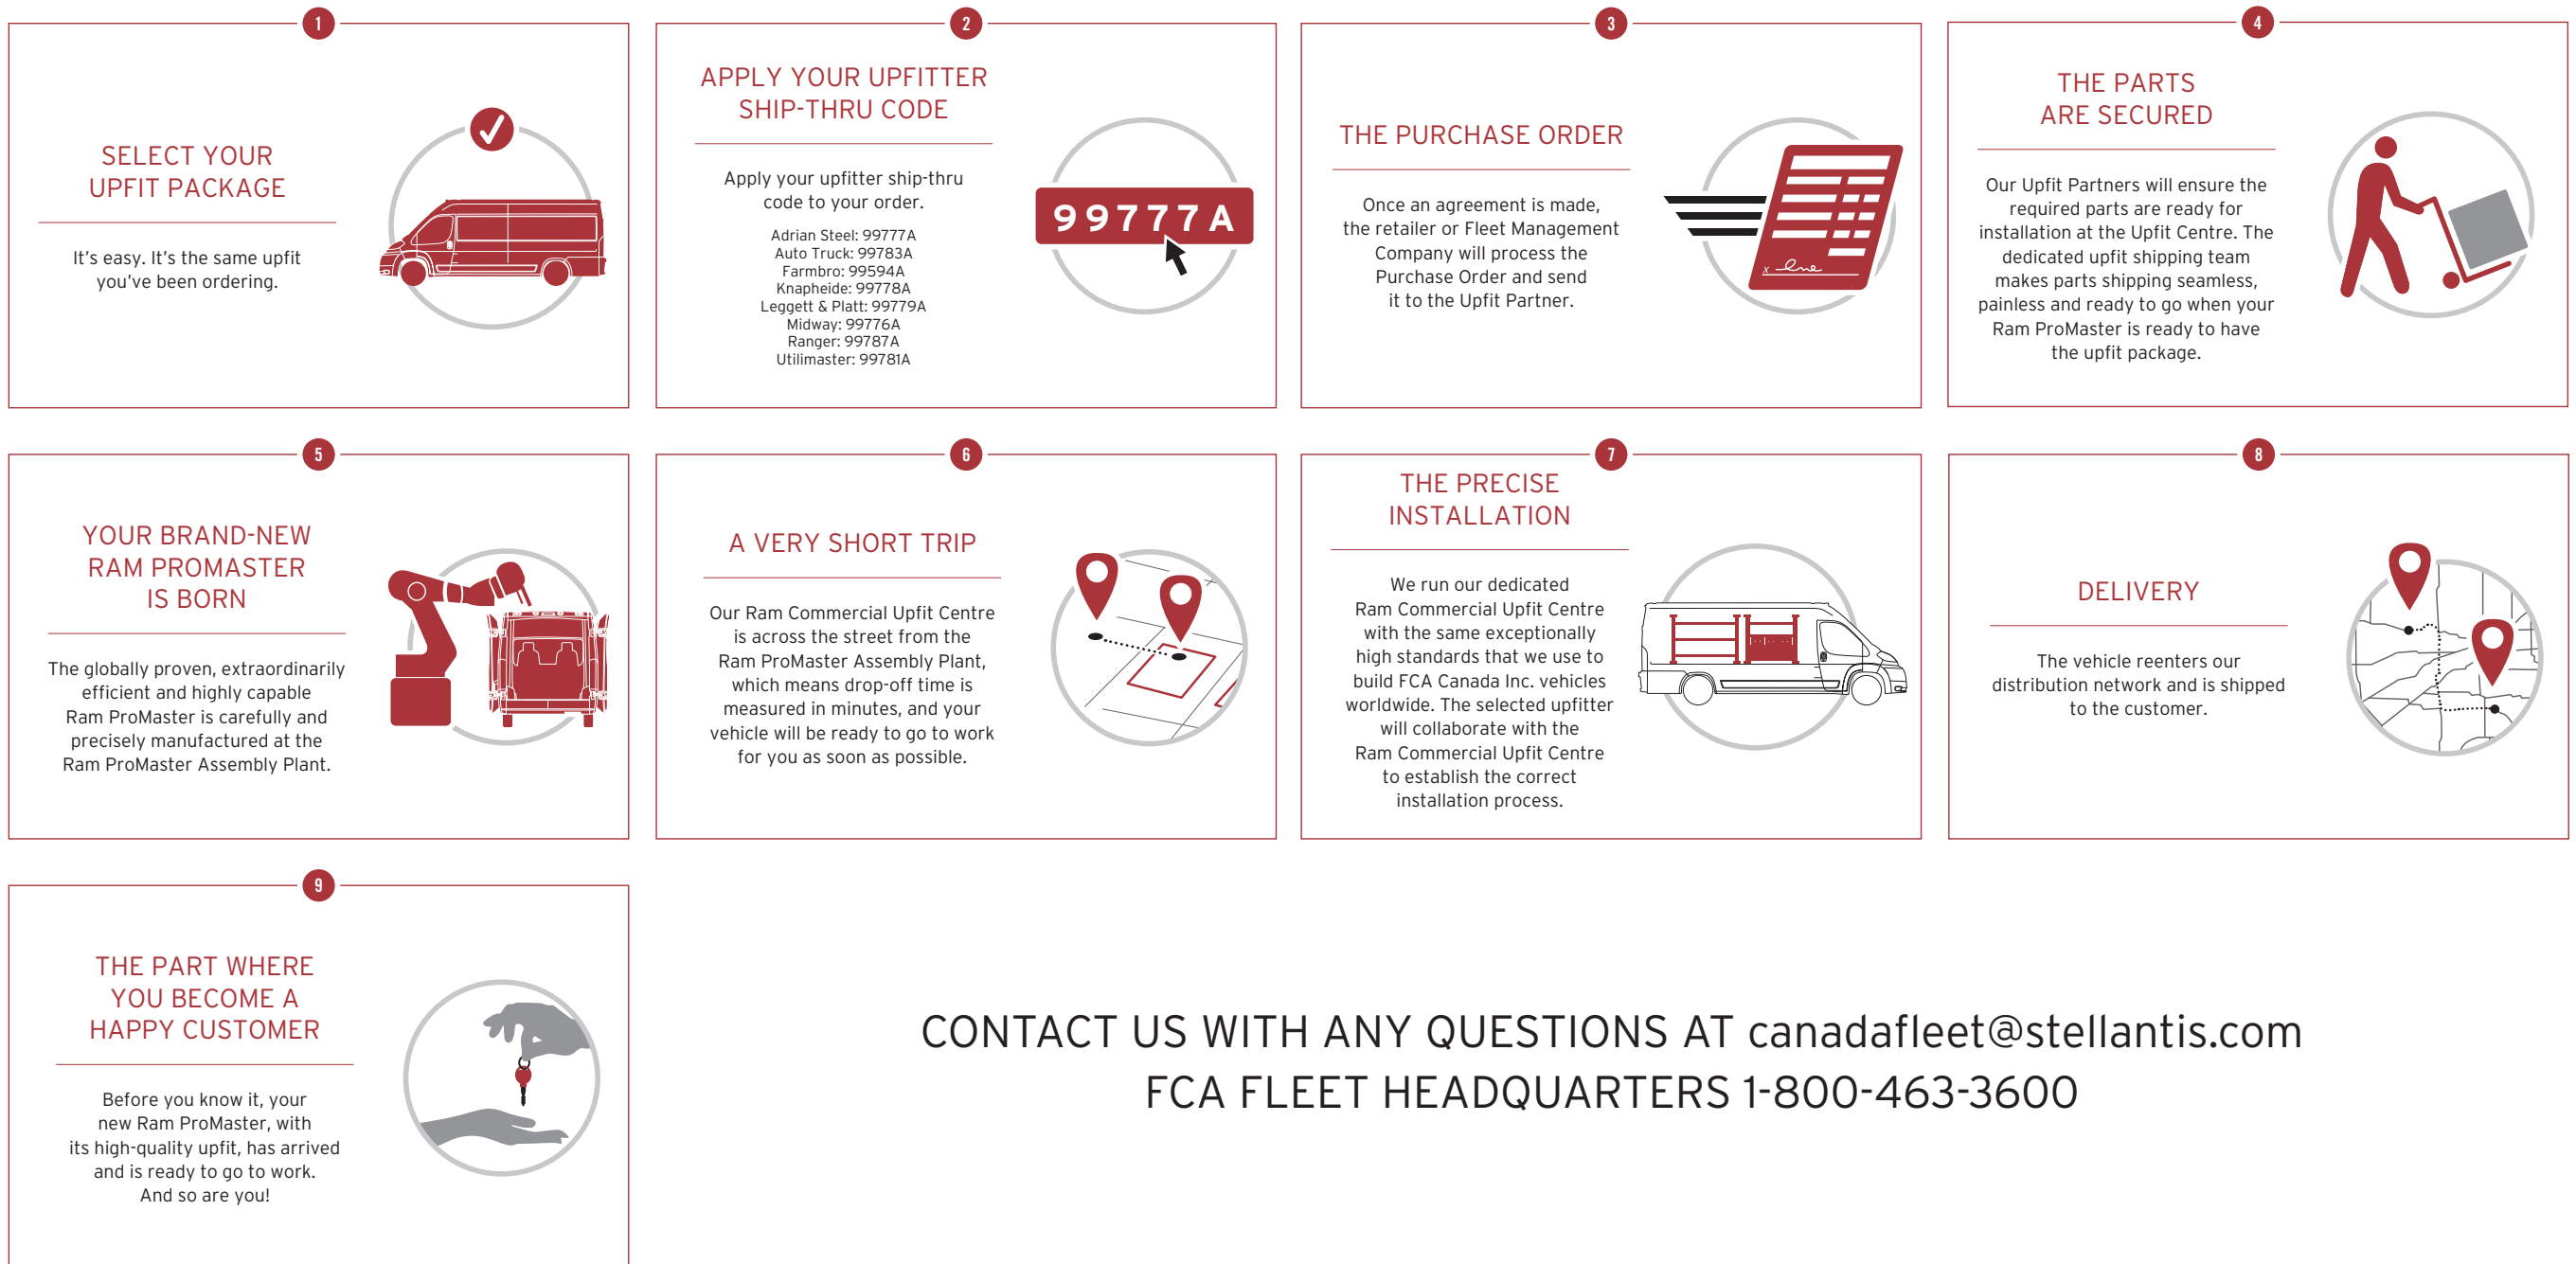 1
SELECT YOUR
UPFIT PACKAGE
It's easy. It's the same upfit
you've been ordering.
2
APPLY YOUR UPFITTER
SHIP-THRU CODE
Apply your upfitter ship-thru
code to your order.
Adrian Steel: 99777A
Auto Truck: 99783A
Farmbro: 99594A
Knapheide: 99778A
Leggett & Platt: 99779A
Midway: 99776A
Ranger: 99787A
Utilimaster: 99781A
99777A
3
THE PURCHASE ORDER
Once an agreement is made,
the retailer or Fleet Management
Company will process the
Purchase Order and send
it to the Upfit Partner.
x
4
THE PARTS
ARE SECURED
Our Upfit Partners will ensure the
required parts are ready for
installation at the Upfit Centre. The
dedicated upfit shipping team
makes parts shipping seamless,
painless and ready to go when your
Ram ProMaster is ready to have
the upfit package.
5
YOUR BRAND-NEW
RAM PROMASTER
IS BORN
The globally proven, extraordinarily
efficient and highly capable
Ram ProMaster is carefully and
precisely manufactured at the
Ram ProMaster Assembly Plant.
6
A VERY SHORT TRIP
Our Ram Commercial Upfit Centre
is across the street from the
Ram ProMaster Assembly Plant,
which means drop-off time is
measured in minutes, and your
vehicle will be ready to go to work
for you as soon as possible.
7
THE PRECISE
INSTALLATION
We run our dedicated
Ram Commercial Upfit Centre
with the same exceptionally
high standards that we use to
build FCA Canada Inc. vehicles
worldwide. The selected upfitter
will collaborate with the
Ram Commercial Upfit Centre
to establish the correct
installation process.
8
DELIVERY
The vehicle reenters our
distribution network and is shipped
to the customer.
9
THE PART WHERE
YOU BECOME A
HAPPY CUSTOMER
Before you know it, your
new Ram ProMaster, with
its high-quality upfit, has arrived
and is ready to go to work.
And so are you!
CONTACT US WITH ANY QUESTIONS AT canadafleet@stellantis.com
FCA FLEET HEADQUARTERS 1-800-463-3600